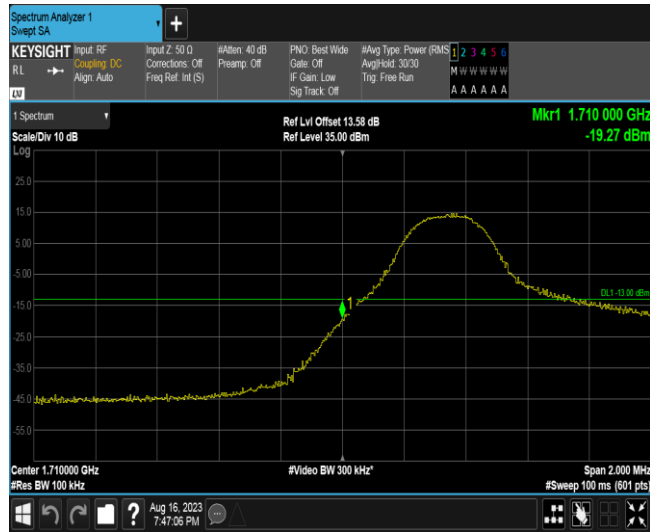 Spectrum Analyzer 1
Swept SA
KEYSIGHT
RL
LXI
Input: RF
Coupling: DC
Align: Auto
Input Z: 50 Ω
Corrections: Off
Freq Ref: Int (S)
#Atten: 40 dB
Preamp: Off
PNO: Best Wide
Gate: Off
IF Gain: Low
Sig Track: Off
#Avg Type: Power (RMS
Avg|Hold: 30/30
Trig: Free Run
1 2 3 4 5 6
M W W W W W
A A A A A A
1 Spectrum
Scale/Div 10 dB
Ref Lvl Offset 13.58 dB
Ref Level 35.00 dBm
Mkr1 1.710 000 GHz
-19.27 dBm
Log
25.0
15.0
5.00
-5.00
-15.0
-25.0
-35.0
-45.0
-55.0
1
DL1 -13.00 dBm
Center 1.710000 GHz
#Res BW 100 kHz
#Video BW 300 kHz*
Span 2.000 MHz
#Sweep 100 ms (601 pts)
?
Aug 16, 2023
7:47:06 PM